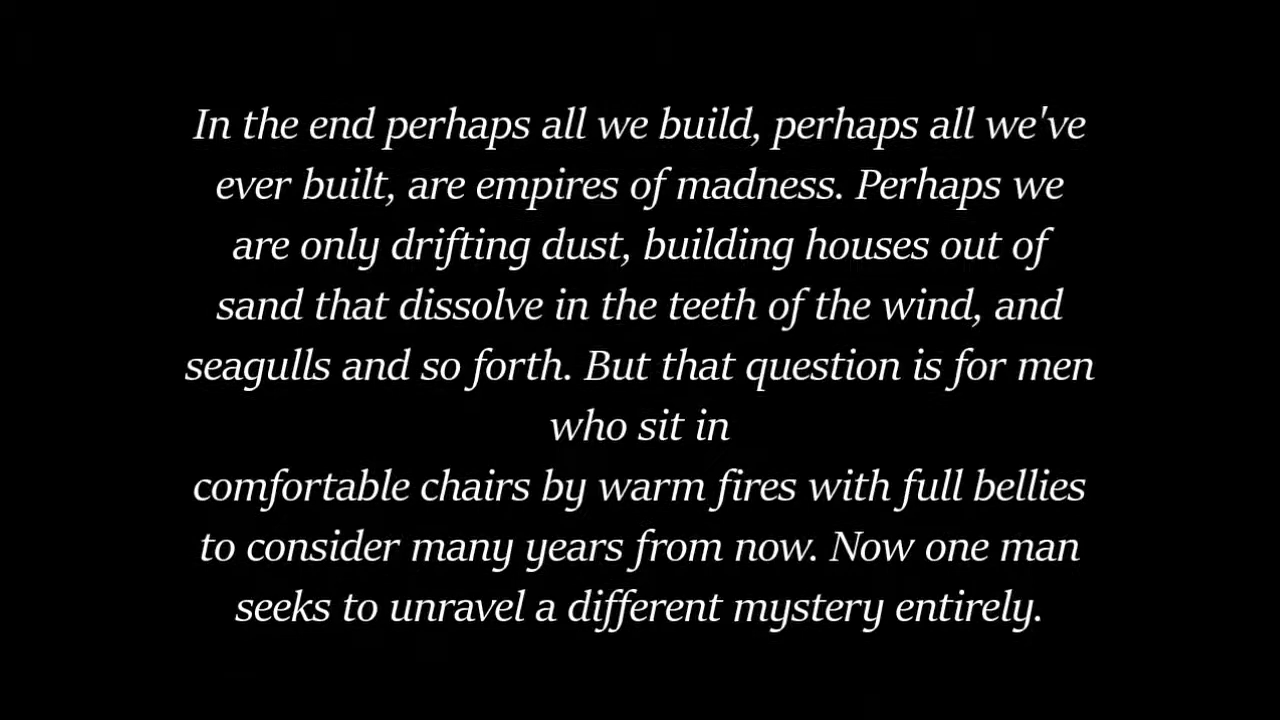 In the end perhaps all we build, perhaps all we've
ever built, are empires of madness. Perhaps we
are only drifting dust, building houses out of
sand that dissolve in the teeth of the wind, and
seagulls and so forth. But that question is for men
who sit in
comfortable chairs by warm fires with full bellies
to consider many years from now. Now one man
seeks to unravel a different mystery entirely.